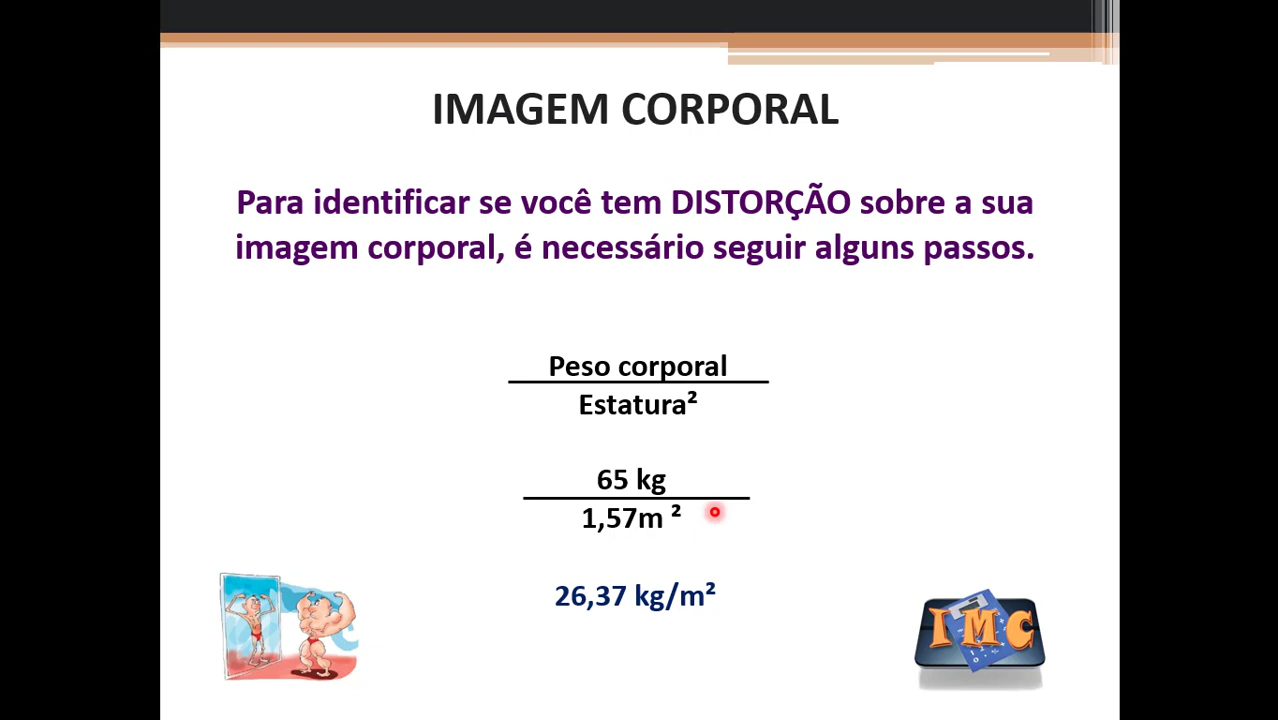 IMAGEM CORPORAL
Para identificar se você tem DISTORÇÃO sobre a sua
imagem corporal, é necessário seguir alguns passos.
Peso corporal
Estatura²
65 kg
1,57m ²
26,37 kg/m²
IMC